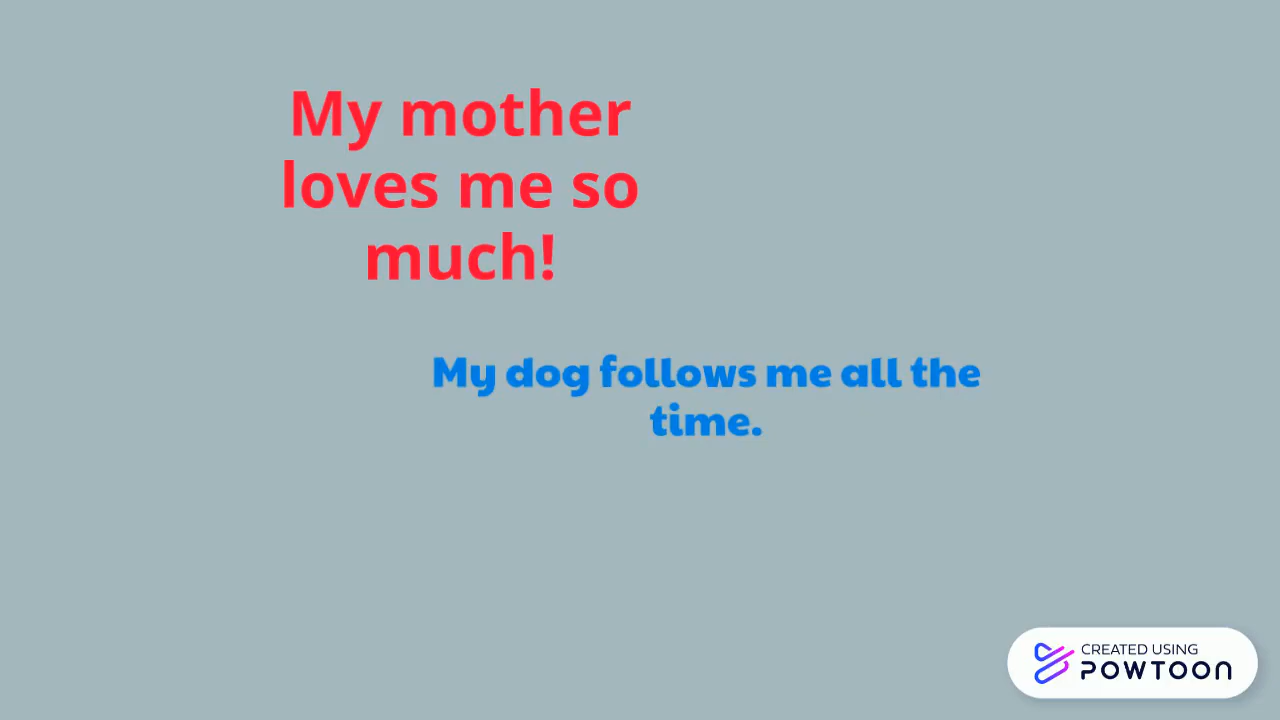 My mother
loves me so
much!
My dog follows me all the
time.
CREATED USING
POWTOON